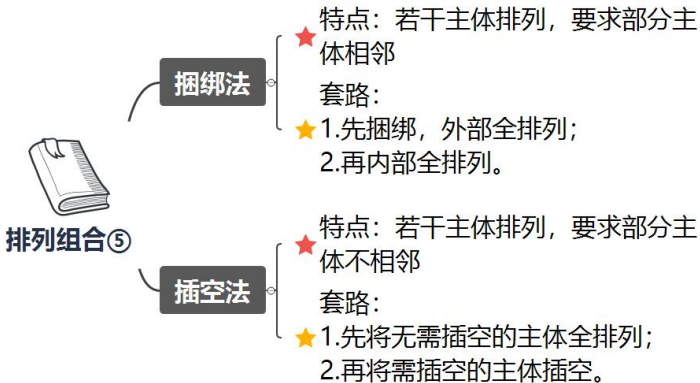 排列组合⑤
捆绑法
特点：若干主体排列，要求部分主
体相邻
套路：
1.先捆绑，外部全排列；
2.再内部全排列。
插空法
特点：若干主体排列，要求部分主
体不相邻
套路：
1.先将无需插空的主体全排列；
2.再将需插空的主体插空。